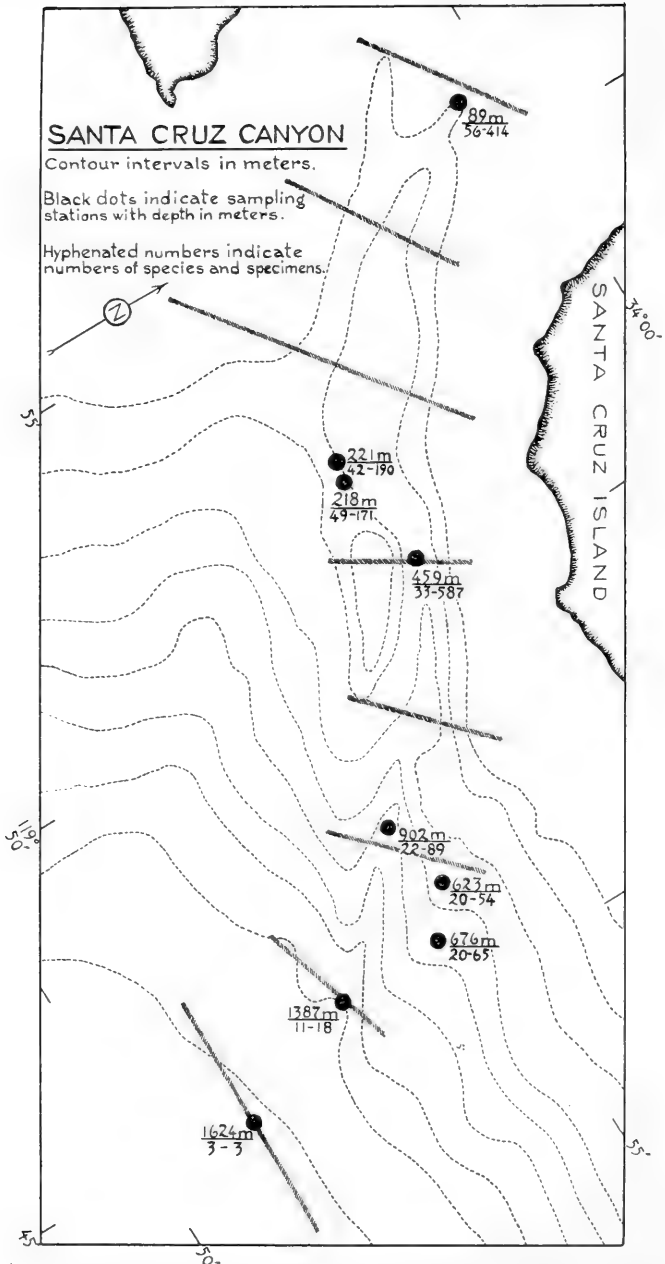 SANTA CRUZ CANYON
Contour intervals in meters.
Black dots indicate sampling
stations with depth in meters.
Hyphenated numbers indicate
numbers of species and specimens.
N
89m
56-414
SANTA CRUZ ISLAND
34°00'
55'
221m
42-190
218m
49-171
459m
33-587
119°
50'
902m
22-89
623m
20-54
676m
20-65
1387m
11-18
1624m
3-3
55'
45'
50'